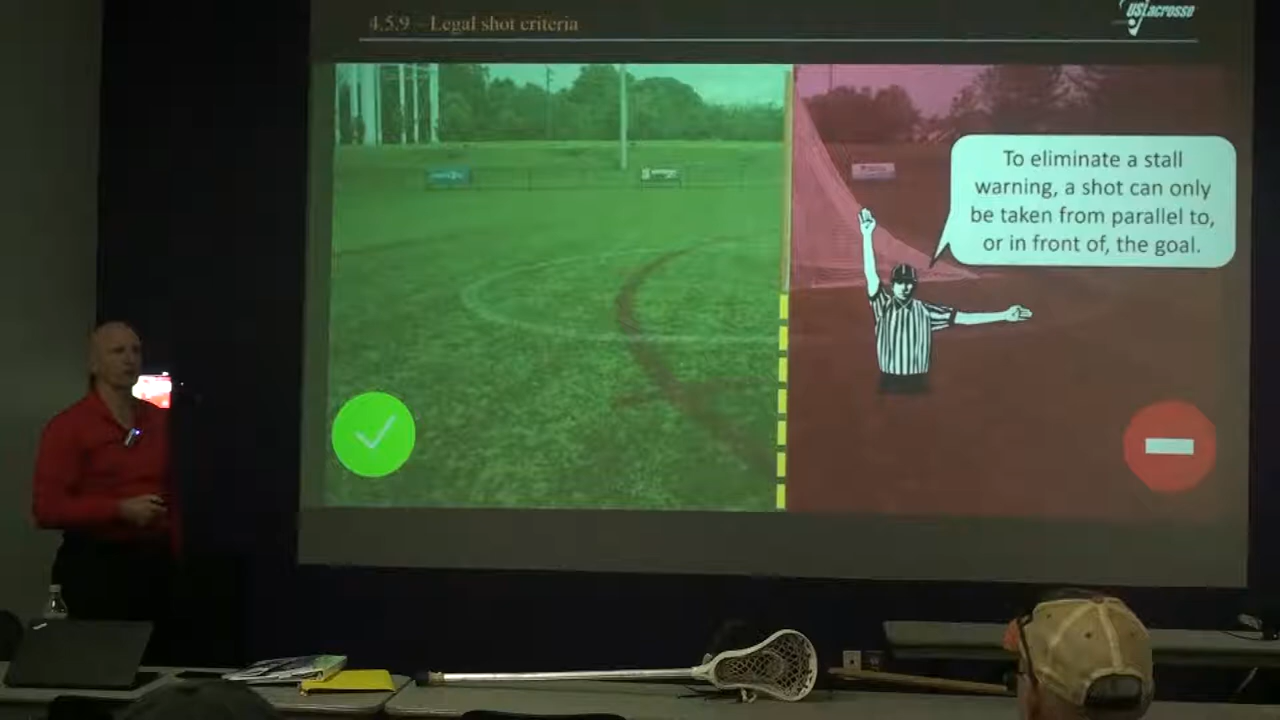 4.5.9 – Legal shot criteria
USLacrosse
To eliminate a stall
warning, a shot can only
be taken from parallel to,
or in front of, the goal.